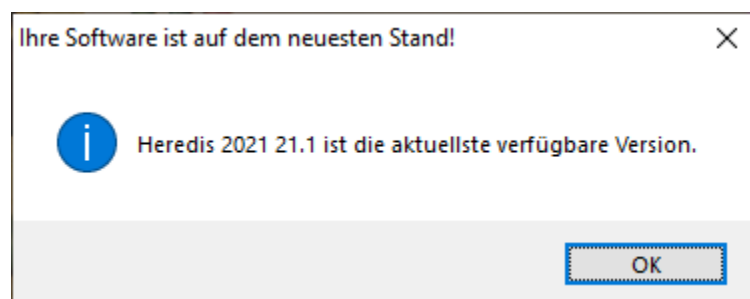 Ihre Software ist auf dem neuesten Stand!
Heredis 2021 21.1 ist die aktuellste verfügbare Version.
OK